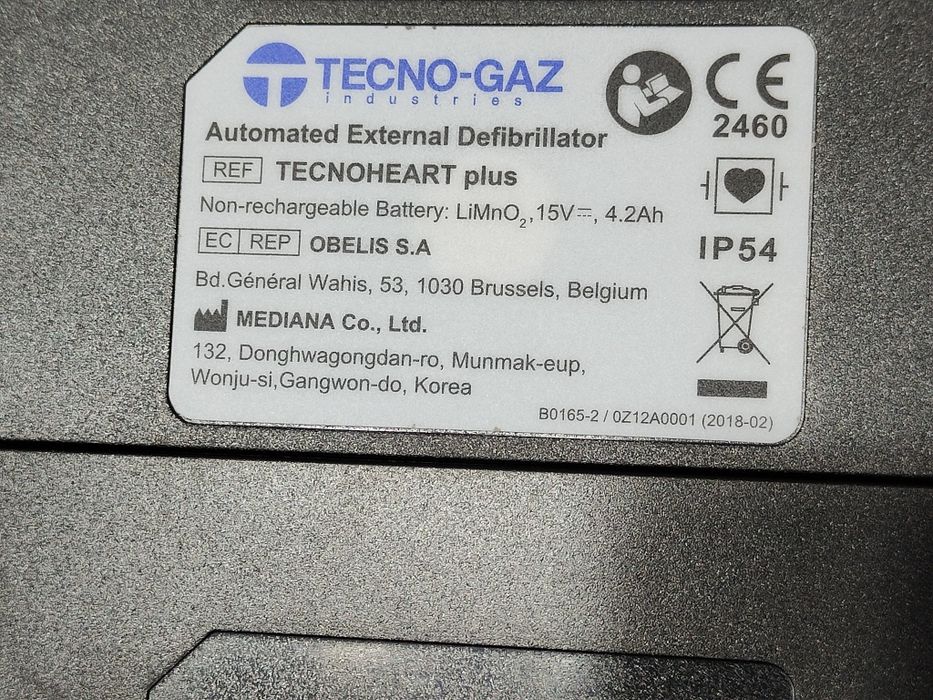 TECNO-GAZ
industries
Automated External Defibrillator
REF TECNOHEART plus
Non-rechargeable Battery: LiMnO2,15V⎓, 4.2Ah
EC REP OBELIS S.A
Bd.Général Wahis, 53, 1030 Brussels, Belgium
MEDIANA Co., Ltd.
132, Donghwagongdan-ro, Munmak-eup,
Wonju-si,Gangwon-do, Korea
CE
2460
IP54
B0165-2 / 0Z12A0001 (2018-02)